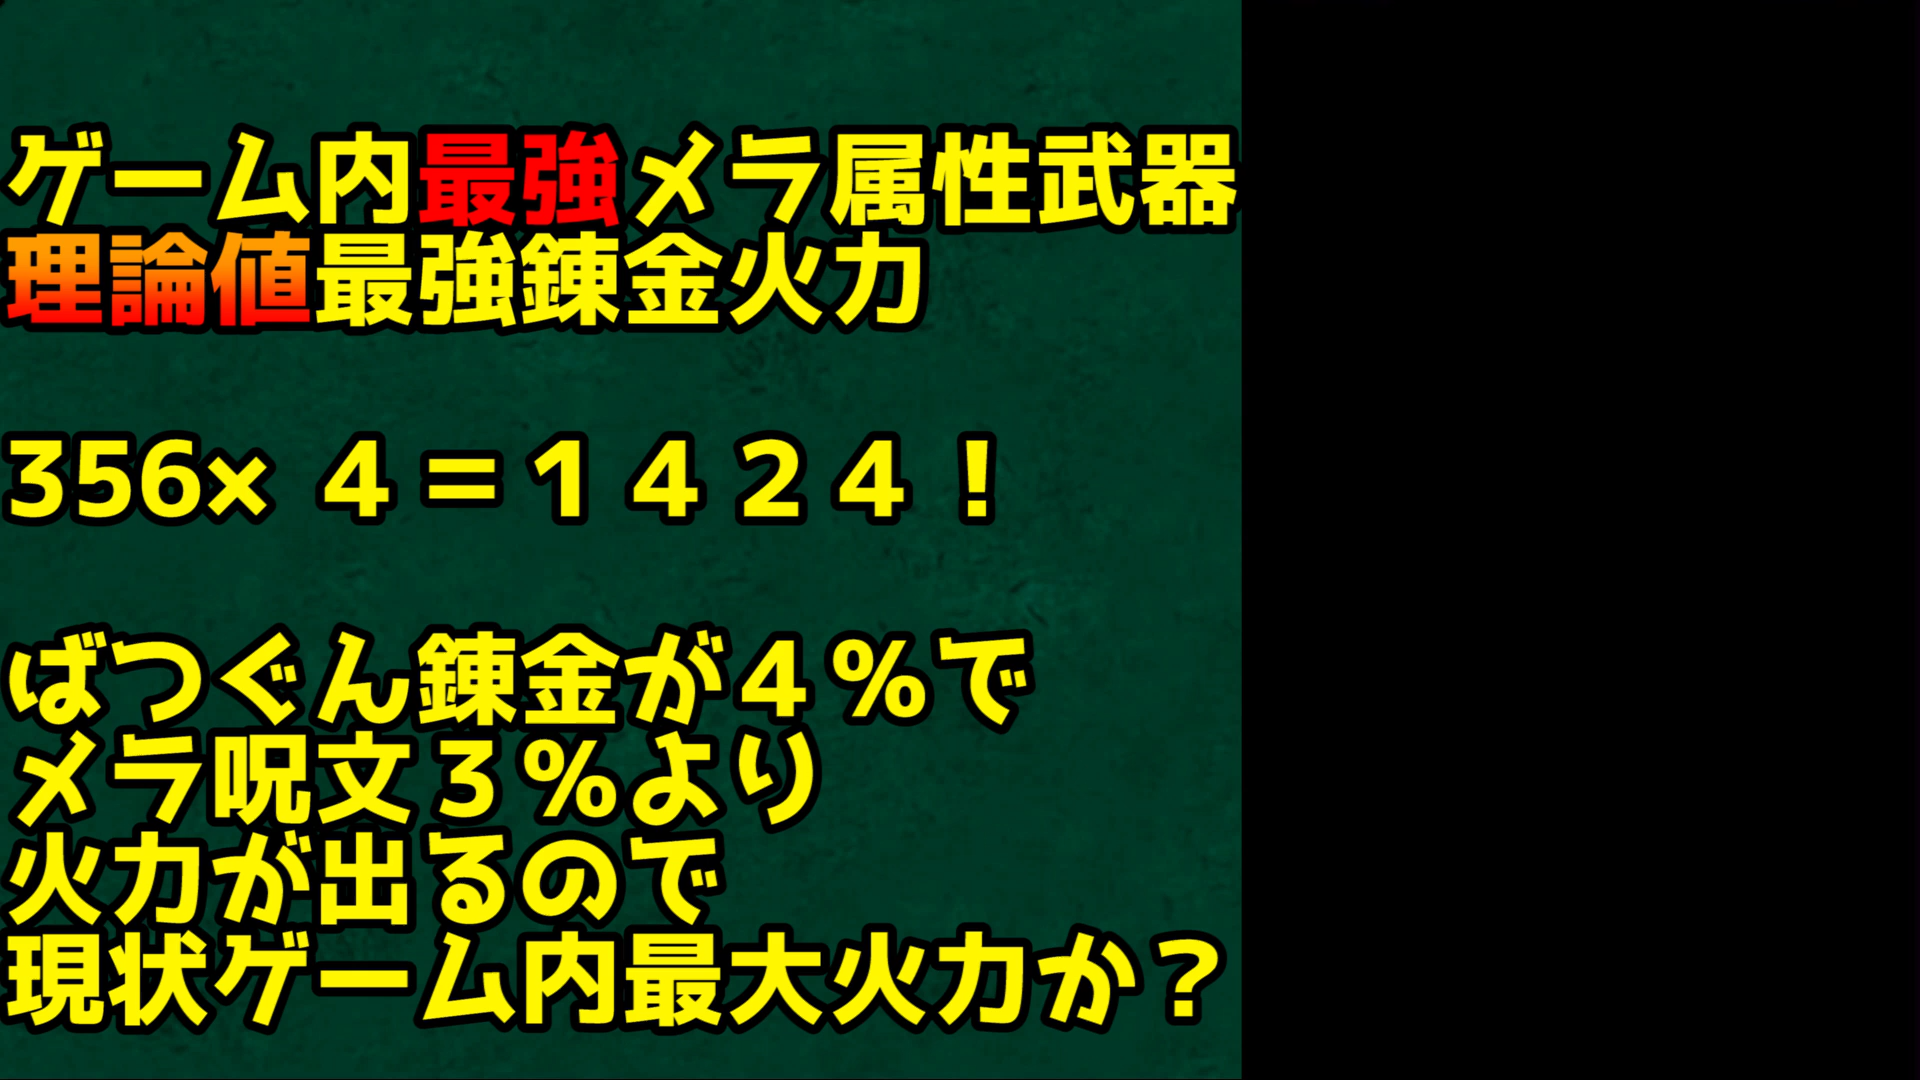 ゲーム内最強メラ属性武器
理論値最強錬金火力
356× ４＝１４２４！
ばつぐん錬金が４％で
メラ呪文３％より
火力が出るので
現状ゲーム内最大火力か？